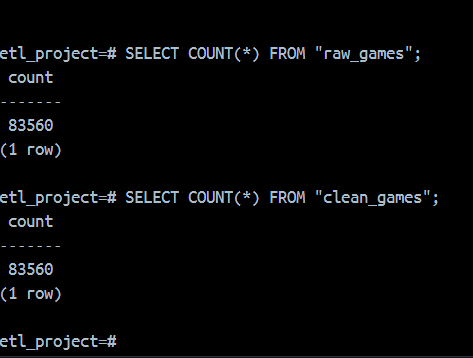 etl_project=# SELECT COUNT(*) FROM "raw_games";
count
-------
83560
(1 row)
etl_project=# SELECT COUNT(*) FROM "clean_games";
count
-------
83560
(1 row)
etl_project=#